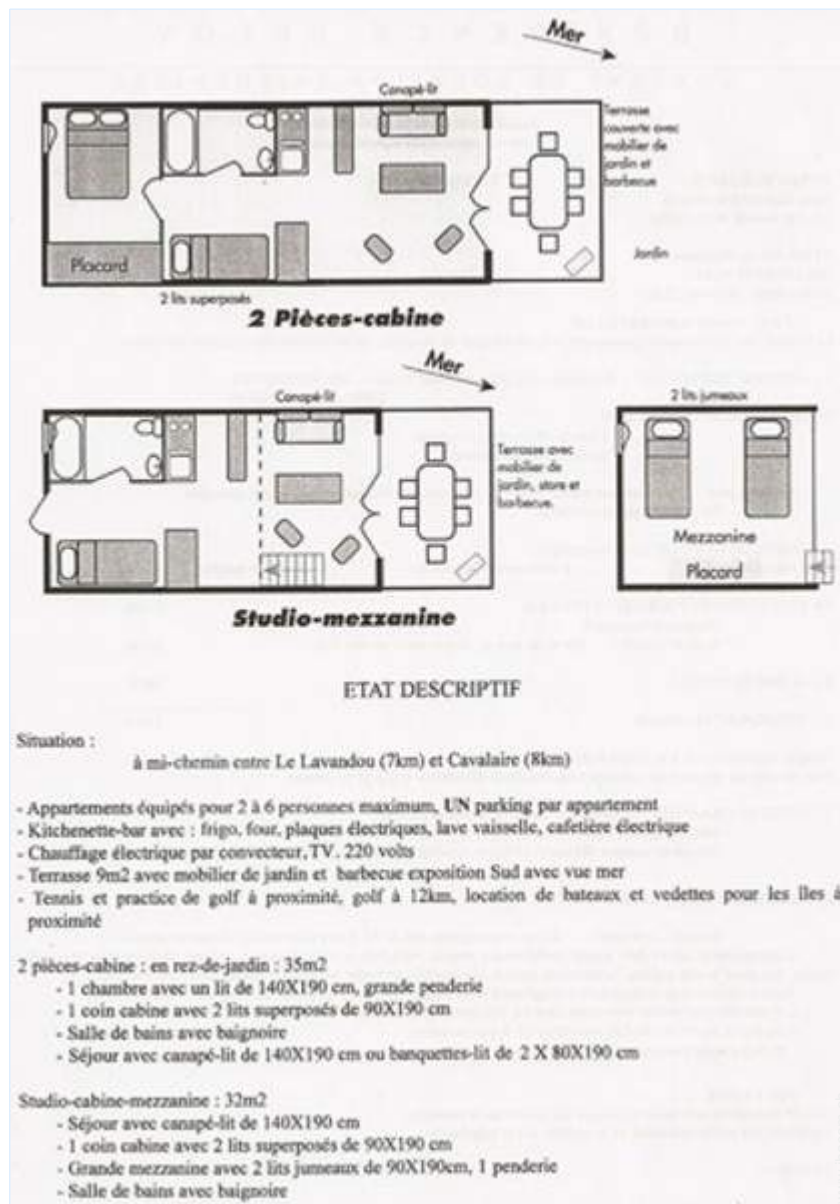 Mer
Canapé-lit
Terrasse
couverte avec
mobilier de
jardin et
barbecue
Placard
Jardin
2 lits superposés
2 Pièces-cabine
Mer
Canapé-lit
2 lits jumeaux
Terrasse avec
mobilier de
jardin, store et
barbecue.
Mezzanine
Placard
Studio-mezzanine
ETAT DESCRIPTIF
Situation :
à mi-chemin entre Le Lavandou (7km) et Cavalaire (8km)
- Appartements équipés pour 2 à 6 personnes maximum, UN parking par appartement
- Kitchenette-bar avec : frigo, four, plaques électriques, lave vaisselle, cafetière électrique
- Chauffage électrique par convecteur, TV. 220 volts
- Terrasse 9m2 avec mobilier de jardin et barbecue exposition Sud avec vue mer
- Tennis et practice de golf à proximité, golf à 12km, location de bateaux et vedettes pour les îles à
proximité
2 pièces-cabine : en rez-de-jardin : 35m2
- 1 chambre avec un lit de 140X190 cm, grande penderie
- 1 coin cabine avec 2 lits superposés de 90X190 cm
- Salle de bains avec baignoire
- Séjour avec canapé-lit de 140X190 cm ou banquettes-lit de 2 X 80X190 cm
Studio-cabine-mezzanine : 32m2
- Séjour avec canapé-lit de 140X190 cm
- 1 coin cabine avec 2 lits superposés de 90X190 cm
- Grande mezzanine avec 2 lits jumeaux de 90X190cm, 1 penderie
- Salle de bains avec baignoire